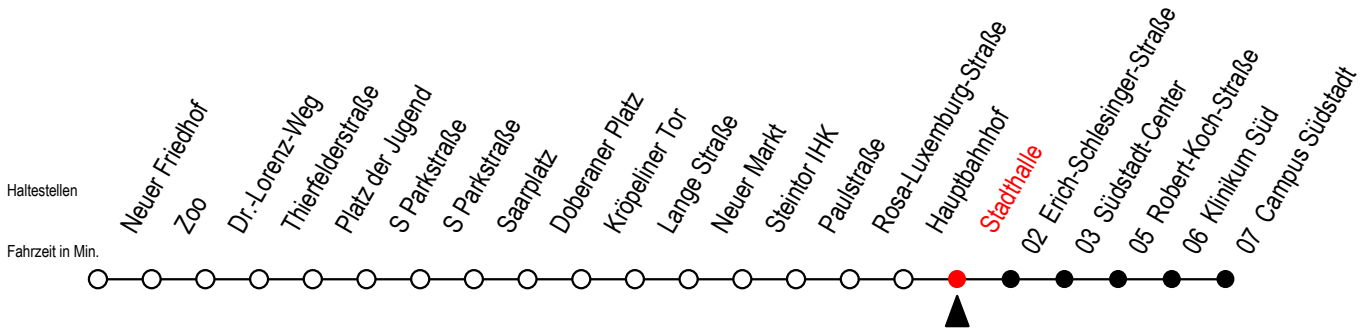 Haltestellen
Fahrzeit in Min.
Neuer Friedhof
Zoo
Dr.-Lorenz-Weg
Thierfelderstraße
Platz der Jugend
S Parkstraße
S Parkstraße
Saarplatz
Doberaner Platz
Kröpeliner Tor
Lange Straße
Neuer Markt
Steintor IHK
Paulstraße
Rosa-Luxemburg-Straße
Hauptbahnhof
Stadthalle
02 Erich-Schlesinger-Straße
03 Südstadt-Center
05 Robert-Koch-Straße
06 Klinikum Süd
07 Campus Südstadt